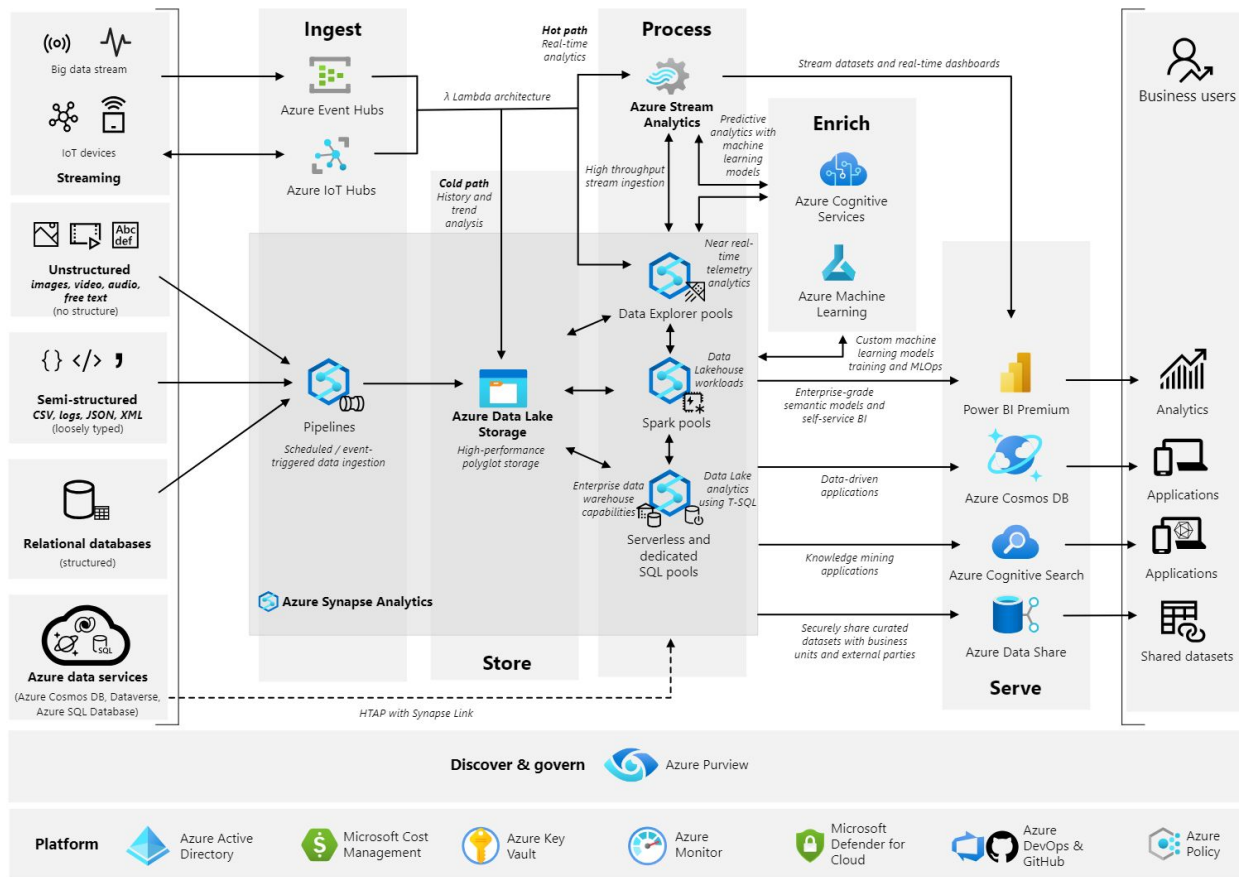 Ingest
Process
Hot path
Real-time
analytics
Big data stream
IoT devices
Streaming
Azure Event Hubs
Azure IoT Hubs
λ Lambda architecture
Azure Stream
Analytics
Stream datasets and real-time dashboards
Business users
Predictive
analytics with
machine
learning
models
High throughput
stream ingestion
Enrich
Azure Cognitive
Services
Azure Machine
Learning
Cold path
History and
trend
analysis
Abc
def
Unstructured
images, video, audio,
free text
(no structure)
Near real-
time
telemetry
analytics
Data Explorer pools
{ } </> ,
Semi-structured
CSV, logs, JSON, XML
(loosely typed)
Pipelines
Scheduled / event-
triggered data ingestion
Azure Data Lake
Storage
High-performance
polyglot storage
Data
Lakehouse
workloads
Spark pools
Custom machine
learning models
training and MLOps
Enterprise-grade
semantic models and
self-service BI
Power BI Premium
Analytics
Relational databases
(structured)
Enterprise data
warehouse
capabilities
Data Lake
analytics
using T-SQL
Serverless and
dedicated
SQL pools
Data-driven
applications
Azure Cosmos DB
Applications
Knowledge mining
applications
Azure Cognitive Search
Applications
Azure Synapse Analytics
Store
Securely share curated
datasets with business
units and external parties
Azure Data Share
Shared datasets
Serve
SQL
Azure data services
(Azure Cosmos DB, Dataverse,
Azure SQL Database)
HTAP with Synapse Link
Discover & govern
Azure Purview
Platform
Azure Active
Directory
Microsoft Cost
Management
Azure Key
Vault
Azure
Monitor
Microsoft
Defender for
Cloud
Azure
DevOps &
GitHub
Azure
Policy